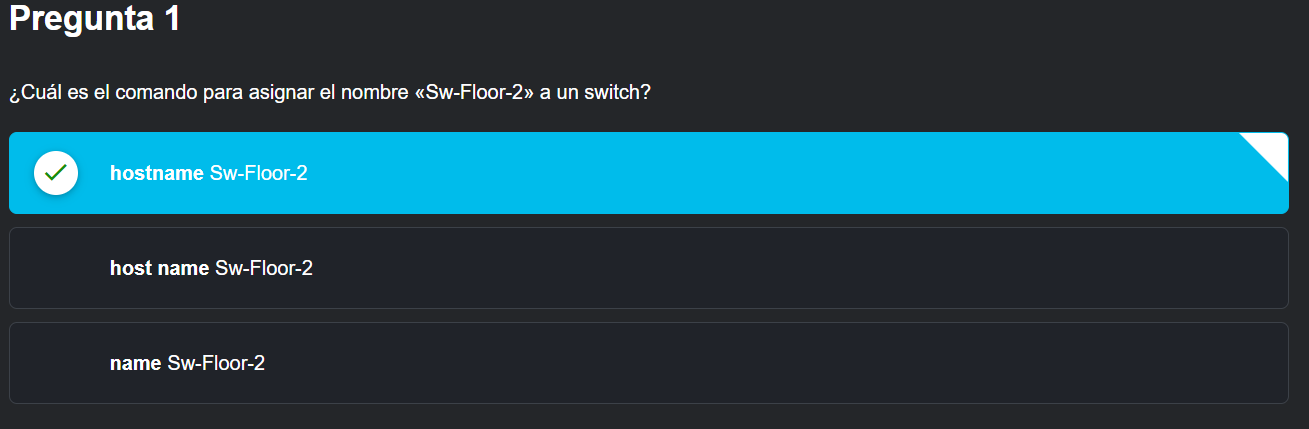 Pregunta 1
¿Cuál es el comando para asignar el nombre «Sw-Floor-2» a un switch?
hostname Sw-Floor-2
host name Sw-Floor-2
name Sw-Floor-2